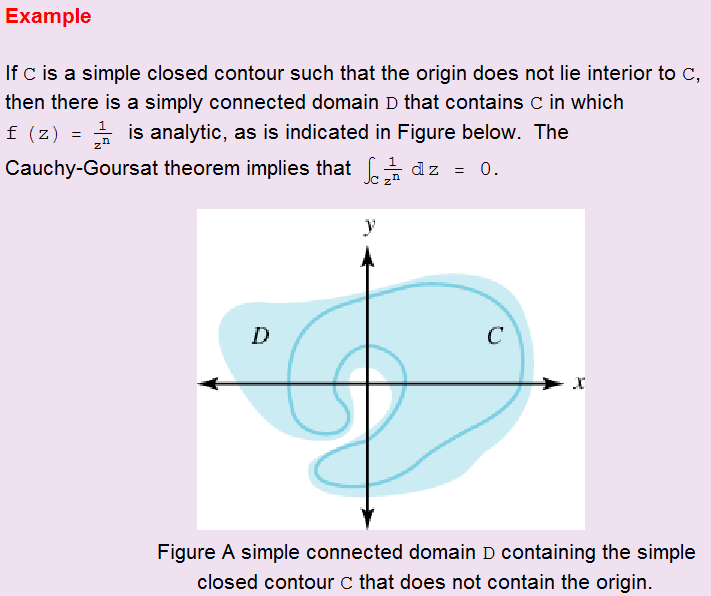 Example
If C is a simple closed contour such that the origin does not lie interior to C,
then there is a simply connected domain D that contains C in which
f (z) = 1/zⁿ is analytic, as is indicated in Figure below. The
Cauchy-Goursat theorem implies that ∫_C 1/zⁿ ⅆz = 0.
y
D
C
x
Figure A simple connected domain D containing the simple
closed contour C that does not contain the origin.